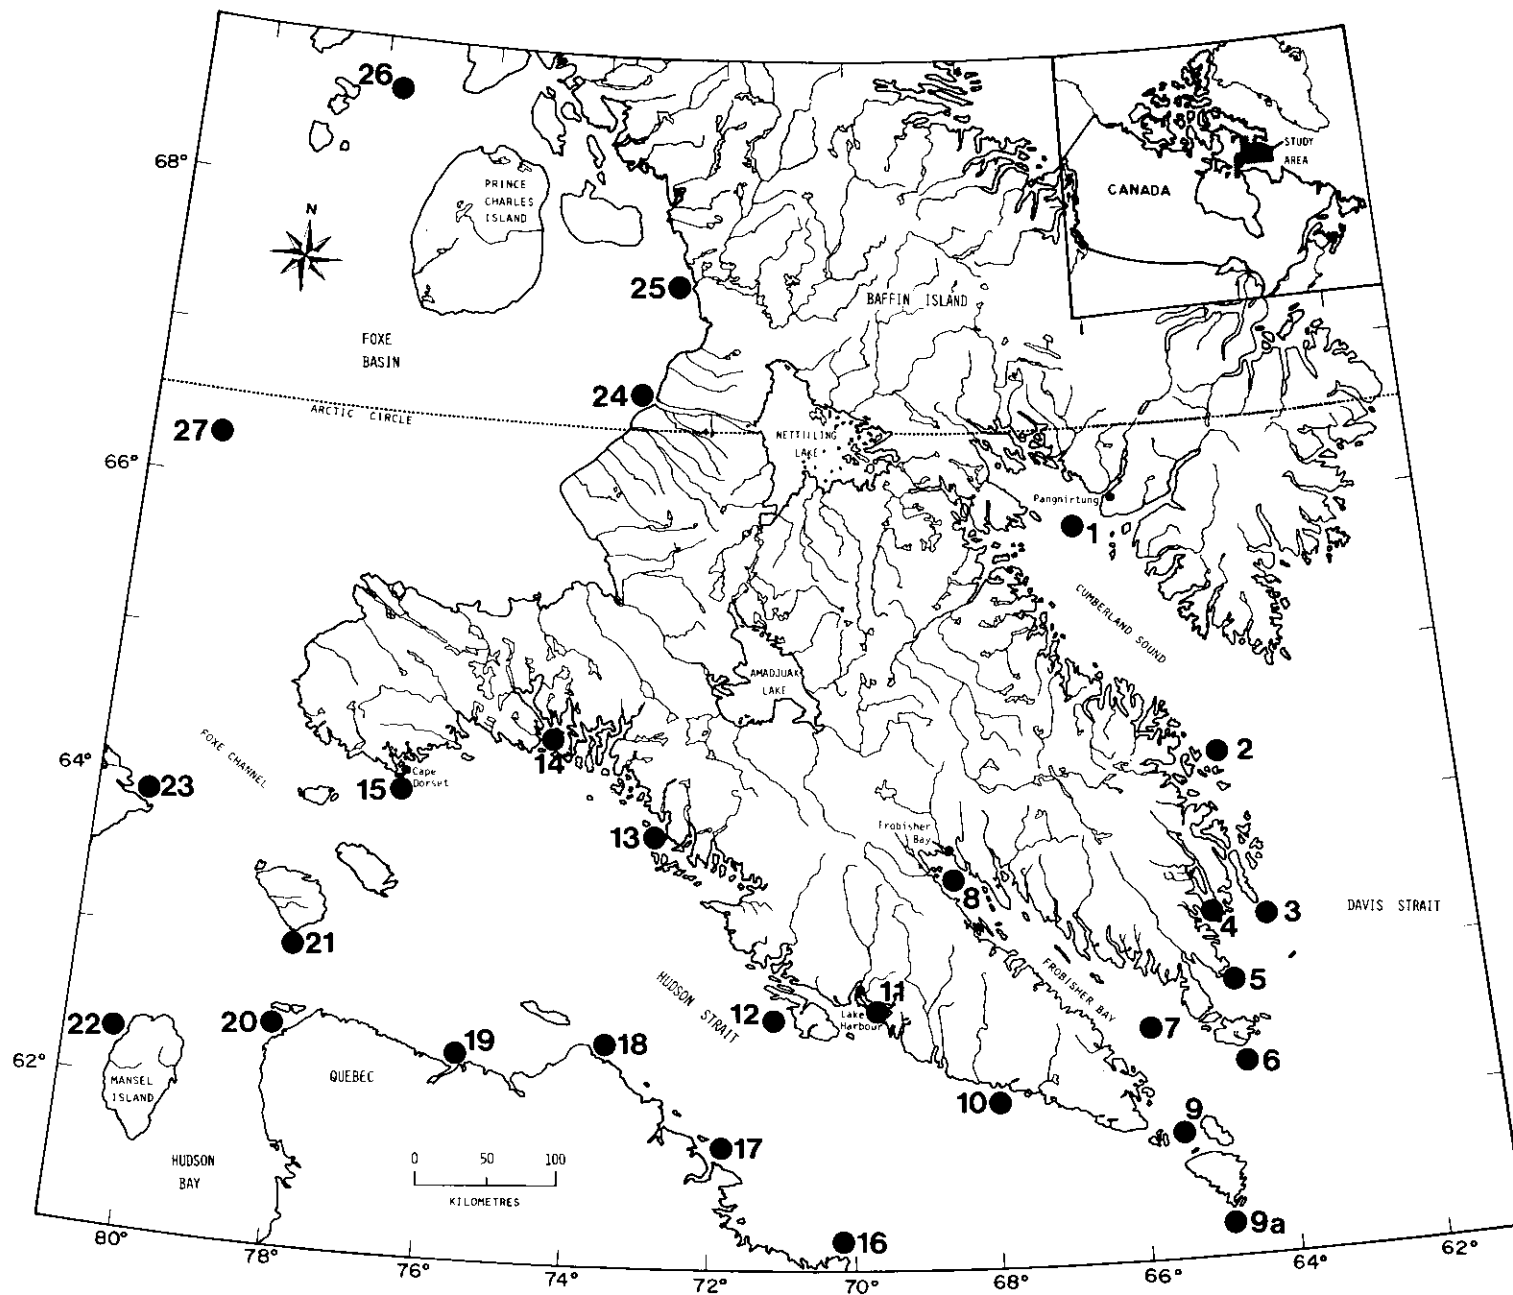 26
68°
N
PRINCE
CHARLES
ISLAND
CANADA
STUDY
AREA
25
BAFFIN ISLAND
FOXE
BASIN
24
ARCTIC CIRCLE
27
66°
NETTILLING
LAKE
Pangnirtung
1
CUMBERLAND SOUND
AMADJUAK
LAKE
FOXE CHANNEL
64°
23
14
15
Cape
Dorset
2
13
Frobisher
Bay
8
3
4
DAVIS STRAIT
21
5
HUDSON STRAIT
FROBISHER BAY
11
Lake
Harbour
12
7
22
20
19
18
6
62°
MANSEL
ISLAND
QUEBEC
10
9
17
HUDSON
BAY
0 50 100
KILOMETRES
16
9a
80°
78°
76°
74°
72°
70°
68°
66°
64°
62°